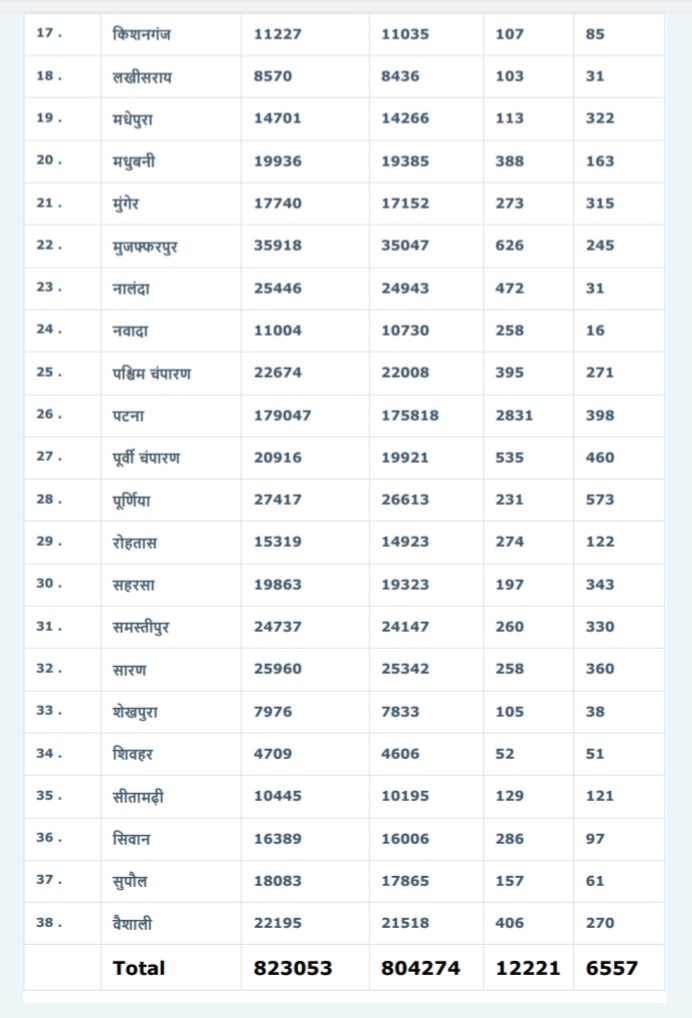 17 . किशनगंज 11227 11035 107 85
18 . लखीसराय 8570 8436 103 31
19 . मधेपुरा 14701 14266 113 322
20 . मधुबनी 19936 19385 388 163
21 . मुंगेर 17740 17152 273 315
22 . मुजफ्फरपुर 35918 35047 626 245
23 . नालंदा 25446 24943 472 31
24 . नवादा 11004 10730 258 16
25 . पश्चिम चंपारण 22674 22008 395 271
26 . पटना 179047 175818 2831 398
27 . पूर्वी चंपारण 20916 19921 535 460
28 . पूर्णिया 27417 26613 231 573
29 . रोहतास 15319 14923 274 122
30 . सहरसा 19863 19323 197 343
31 . समस्तीपुर 24737 24147 260 330
32 . सारण 25960 25342 258 360
33 . शेखपुरा 7976 7833 105 38
34 . शिवहर 4709 4606 52 51
35 . सीतामढ़ी 10445 10195 129 121
36 . सिवान 16389 16006 286 97
37 . सुपौल 18083 17865 157 61
38 . वैशाली 22195 21518 406 270
Total 823053 804274 12221 6557